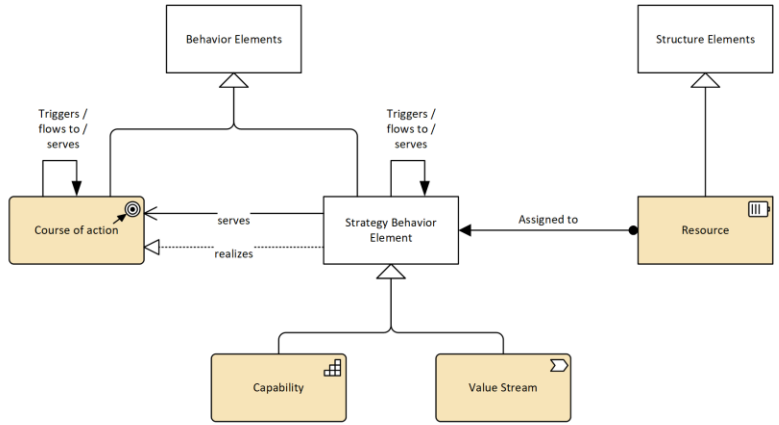 Behavior Elements
Structure Elements
Triggers /
flows to /
serves
Triggers /
flows to /
serves
Course of action
serves
realizes
Strategy Behavior
Element
Assigned to
Resource
Capability
Value Stream